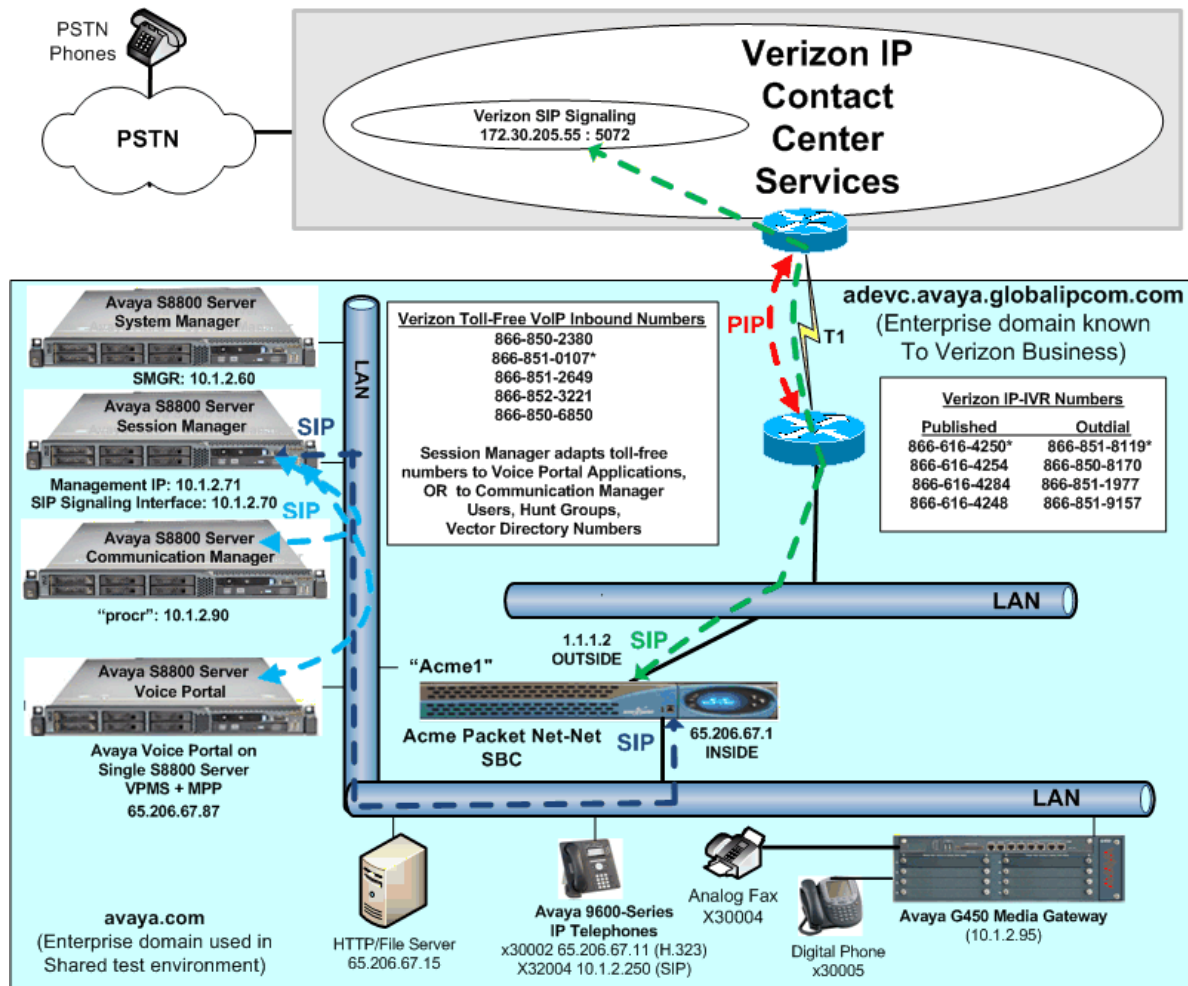 PSTN
Phones
PSTN
Verizon IP
Contact
Center
Services
Verizon SIP Signaling
172.30.205.55 : 5072
adevc.avaya.globalipcom.com
(Enterprise domain known
To Verizon Business)
PIP
T1
Avaya S8800 Server
System Manager
SMGR: 10.1.2.60
Avaya S8800 Server
Session Manager
Management IP: 10.1.2.71
SIP Signaling Interface: 10.1.2.70
SIP
SIP
Avaya S8800 Server
Communication Manager
“procr”: 10.1.2.90
Avaya S8800 Server
Voice Portal
Avaya Voice Portal on
Single S8800 Server
VPMS + MPP
65.206.67.87
LAN
Verizon Toll-Free VoIP Inbound Numbers
866-850-2380
866-851-0107*
866-851-2649
866-852-3221
866-850-6850
Session Manager adapts toll-free
numbers to Voice Portal Applications,
OR to Communication Manager
Users, Hunt Groups,
Vector Directory Numbers
Verizon IP-IVR Numbers
Published Outdial
866-616-4250* 866-851-8119*
866-616-4254 866-850-8170
866-616-4284 866-851-1977
866-616-4248 866-851-9157
LAN
1.1.1.2
OUTSIDE
SIP
“Acme1"
Acme Packet Net-Net
SBC
SIP
65.206.67.1
INSIDE
LAN
avaya.com
(Enterprise domain used in
Shared test environment)
HTTP/File Server
65.206.67.15
Avaya 9600-Series
IP Telephones
x30002 65.206.67.11 (H.323)
X32004 10.1.2.250 (SIP)
Analog Fax
X30004
Digital Phone
x30005
Avaya G450 Media Gateway
(10.1.2.95)